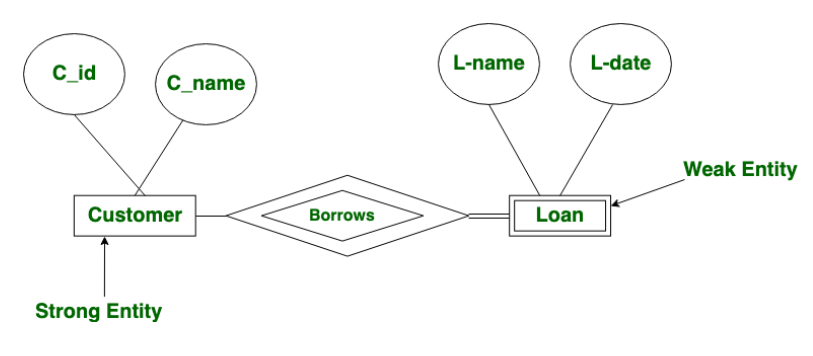 C_id
C_name
L-name
L-date
Weak Entity
Customer
Borrows
Loan
Strong Entity